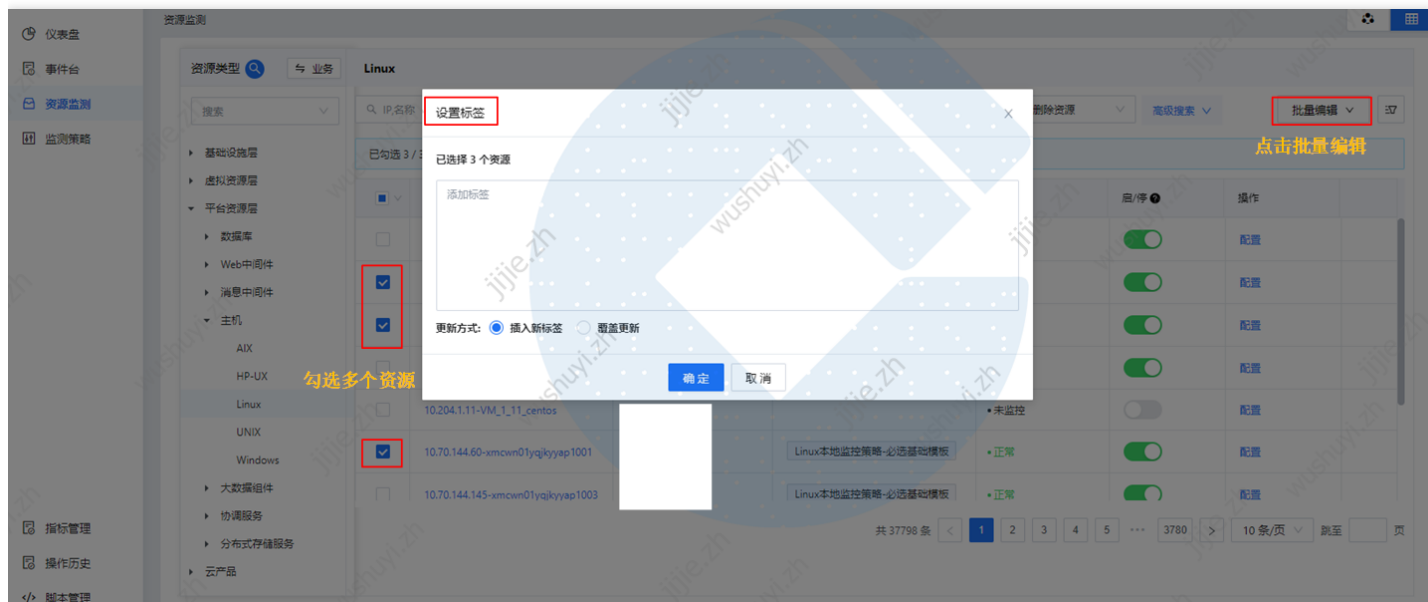 资源监测
仪表盘
事件台
资源监测
监测策略
指标管理
操作历史
脚本管理
资源类型
业务
搜索
基础设施层
虚拟资源层
平台资源层
数据库
Web中间件
消息中间件
主机
AIX
HP-UX
Linux
UNIX
Windows
大数据组件
协调服务
分布式存储服务
云产品
Linux
IP,名称
删除资源
高级搜索
批量编辑
点击批量编辑
已勾选 3 / 3
启/停 操作
配置
配置
配置
配置
勾选多个资源
设置标签
已选择 3 个资源
添加标签
更新方式: 插入新标签 覆盖更新
确 定 取 消
10.204.1.11-VM_1_11_centos 未监控 配置
10.70.144.60-xmcwn01yqjkyyap1001 Linux本地监控策略-必选基础模板 正常 配置
10.70.144.145-xmcwn01yqjkyyap1003 Linux本地监控策略-必选基础模板 正常 配置
共 37798 条 < 1 2 3 4 5 ••• 3780 > 10 条/页 跳至 页
jijie.zh
wushuyi.zh